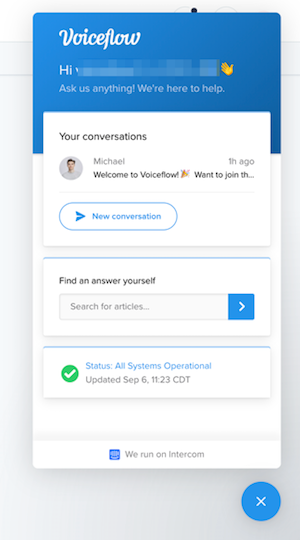 Voiceflow
Hi
Ask us anything! We're here to help.
Your conversations
Michael 1h ago
Welcome to Voiceflow!🎉 Want to join th...
New conversation
Find an answer yourself
Search for articles...
Status: All Systems Operational
Updated Sep 6, 11:23 CDT
We run on Intercom